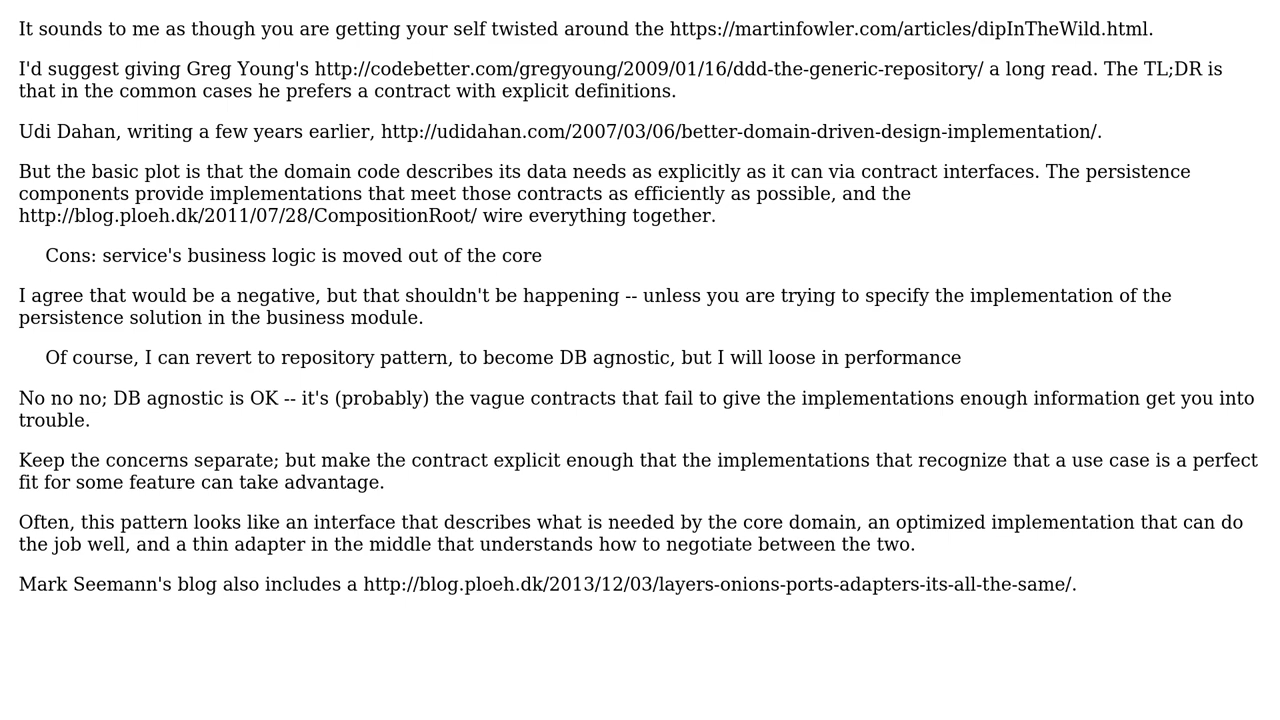 It sounds to me as though you are getting your self twisted around the https://martinfowler.com/articles/dipInTheWild.html.
I'd suggest giving Greg Young's http://codebetter.com/gregyoung/2009/01/16/ddd-the-generic-repository/ a long read. The TL;DR is
that in the common cases he prefers a contract with explicit definitions.
Udi Dahan, writing a few years earlier, http://udidahan.com/2007/03/06/better-domain-driven-design-implementation/.
But the basic plot is that the domain code describes its data needs as explicitly as it can via contract interfaces. The persistence
components provide implementations that meet those contracts as efficiently as possible, and the
http://blog.ploeh.dk/2011/07/28/CompositionRoot/ wire everything together.
Cons: service's business logic is moved out of the core
I agree that would be a negative, but that shouldn't be happening -- unless you are trying to specify the implementation of the
persistence solution in the business module.
Of course, I can revert to repository pattern, to become DB agnostic, but I will loose in performance
No no no; DB agnostic is OK -- it's (probably) the vague contracts that fail to give the implementations enough information get you into
trouble.
Keep the concerns separate; but make the contract explicit enough that the implementations that recognize that a use case is a perfect
fit for some feature can take advantage.
Often, this pattern looks like an interface that describes what is needed by the core domain, an optimized implementation that can do
the job well, and a thin adapter in the middle that understands how to negotiate between the two.
Mark Seemann's blog also includes a http://blog.ploeh.dk/2013/12/03/layers-onions-ports-adapters-its-all-the-same/.